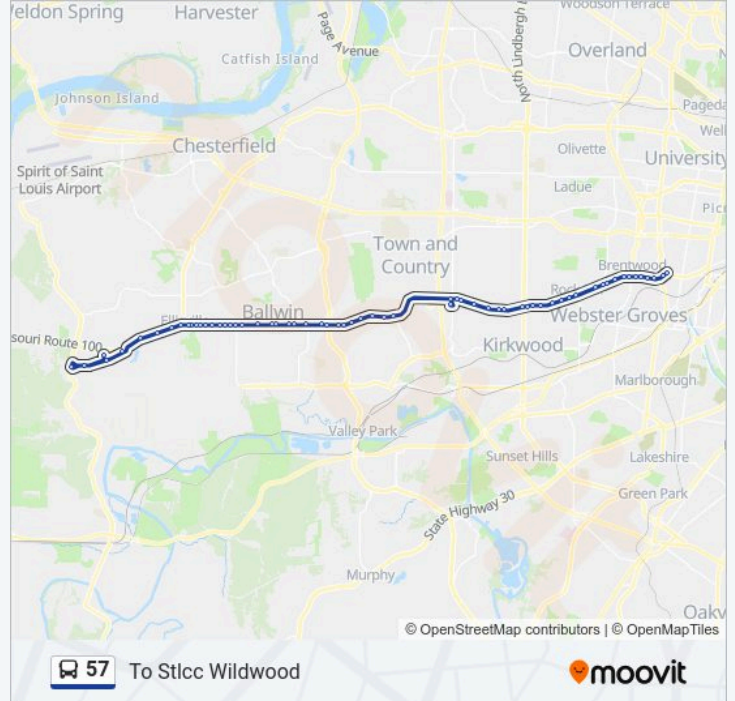 eldon Spring
Harvester
Woodson Terrace
Page Avenue
North Lindbergh B
Overland
Catfish Island
Johnson Island
Pageda
Well
Chesterfield
Olivette
University
Spirit of Saint
Louis Airport
Ladue
Pic
Town and
Country
Brentwood
Rock
Ellisville
Ballwin
Webster Groves
souri Route 100
Kirkwood
Marlborough
Valley Park
Sunset Hills
Lakeshire
Green Park
State Highway 30
Murphy
Oakv
© OpenStreetMap contributors | © OpenMapTiles
57 To Stlcc Wildwood
moovit